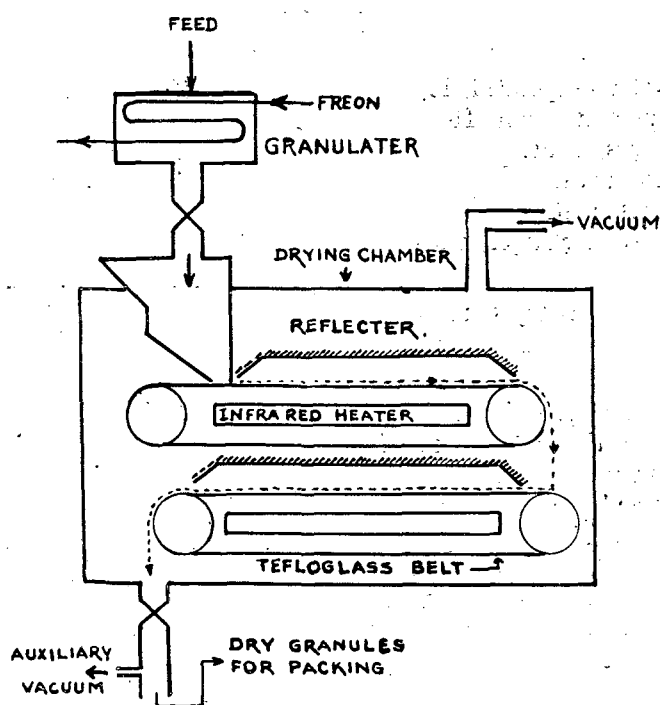 FEED
FREON
GRANULATER
VACUUM
DRYING CHAMBER
REFLECTER.
INFRARED HEATER
TEFLOGLASS BELT
AUXILIARY
VACUUM
DRY GRANULES
FOR PACKING